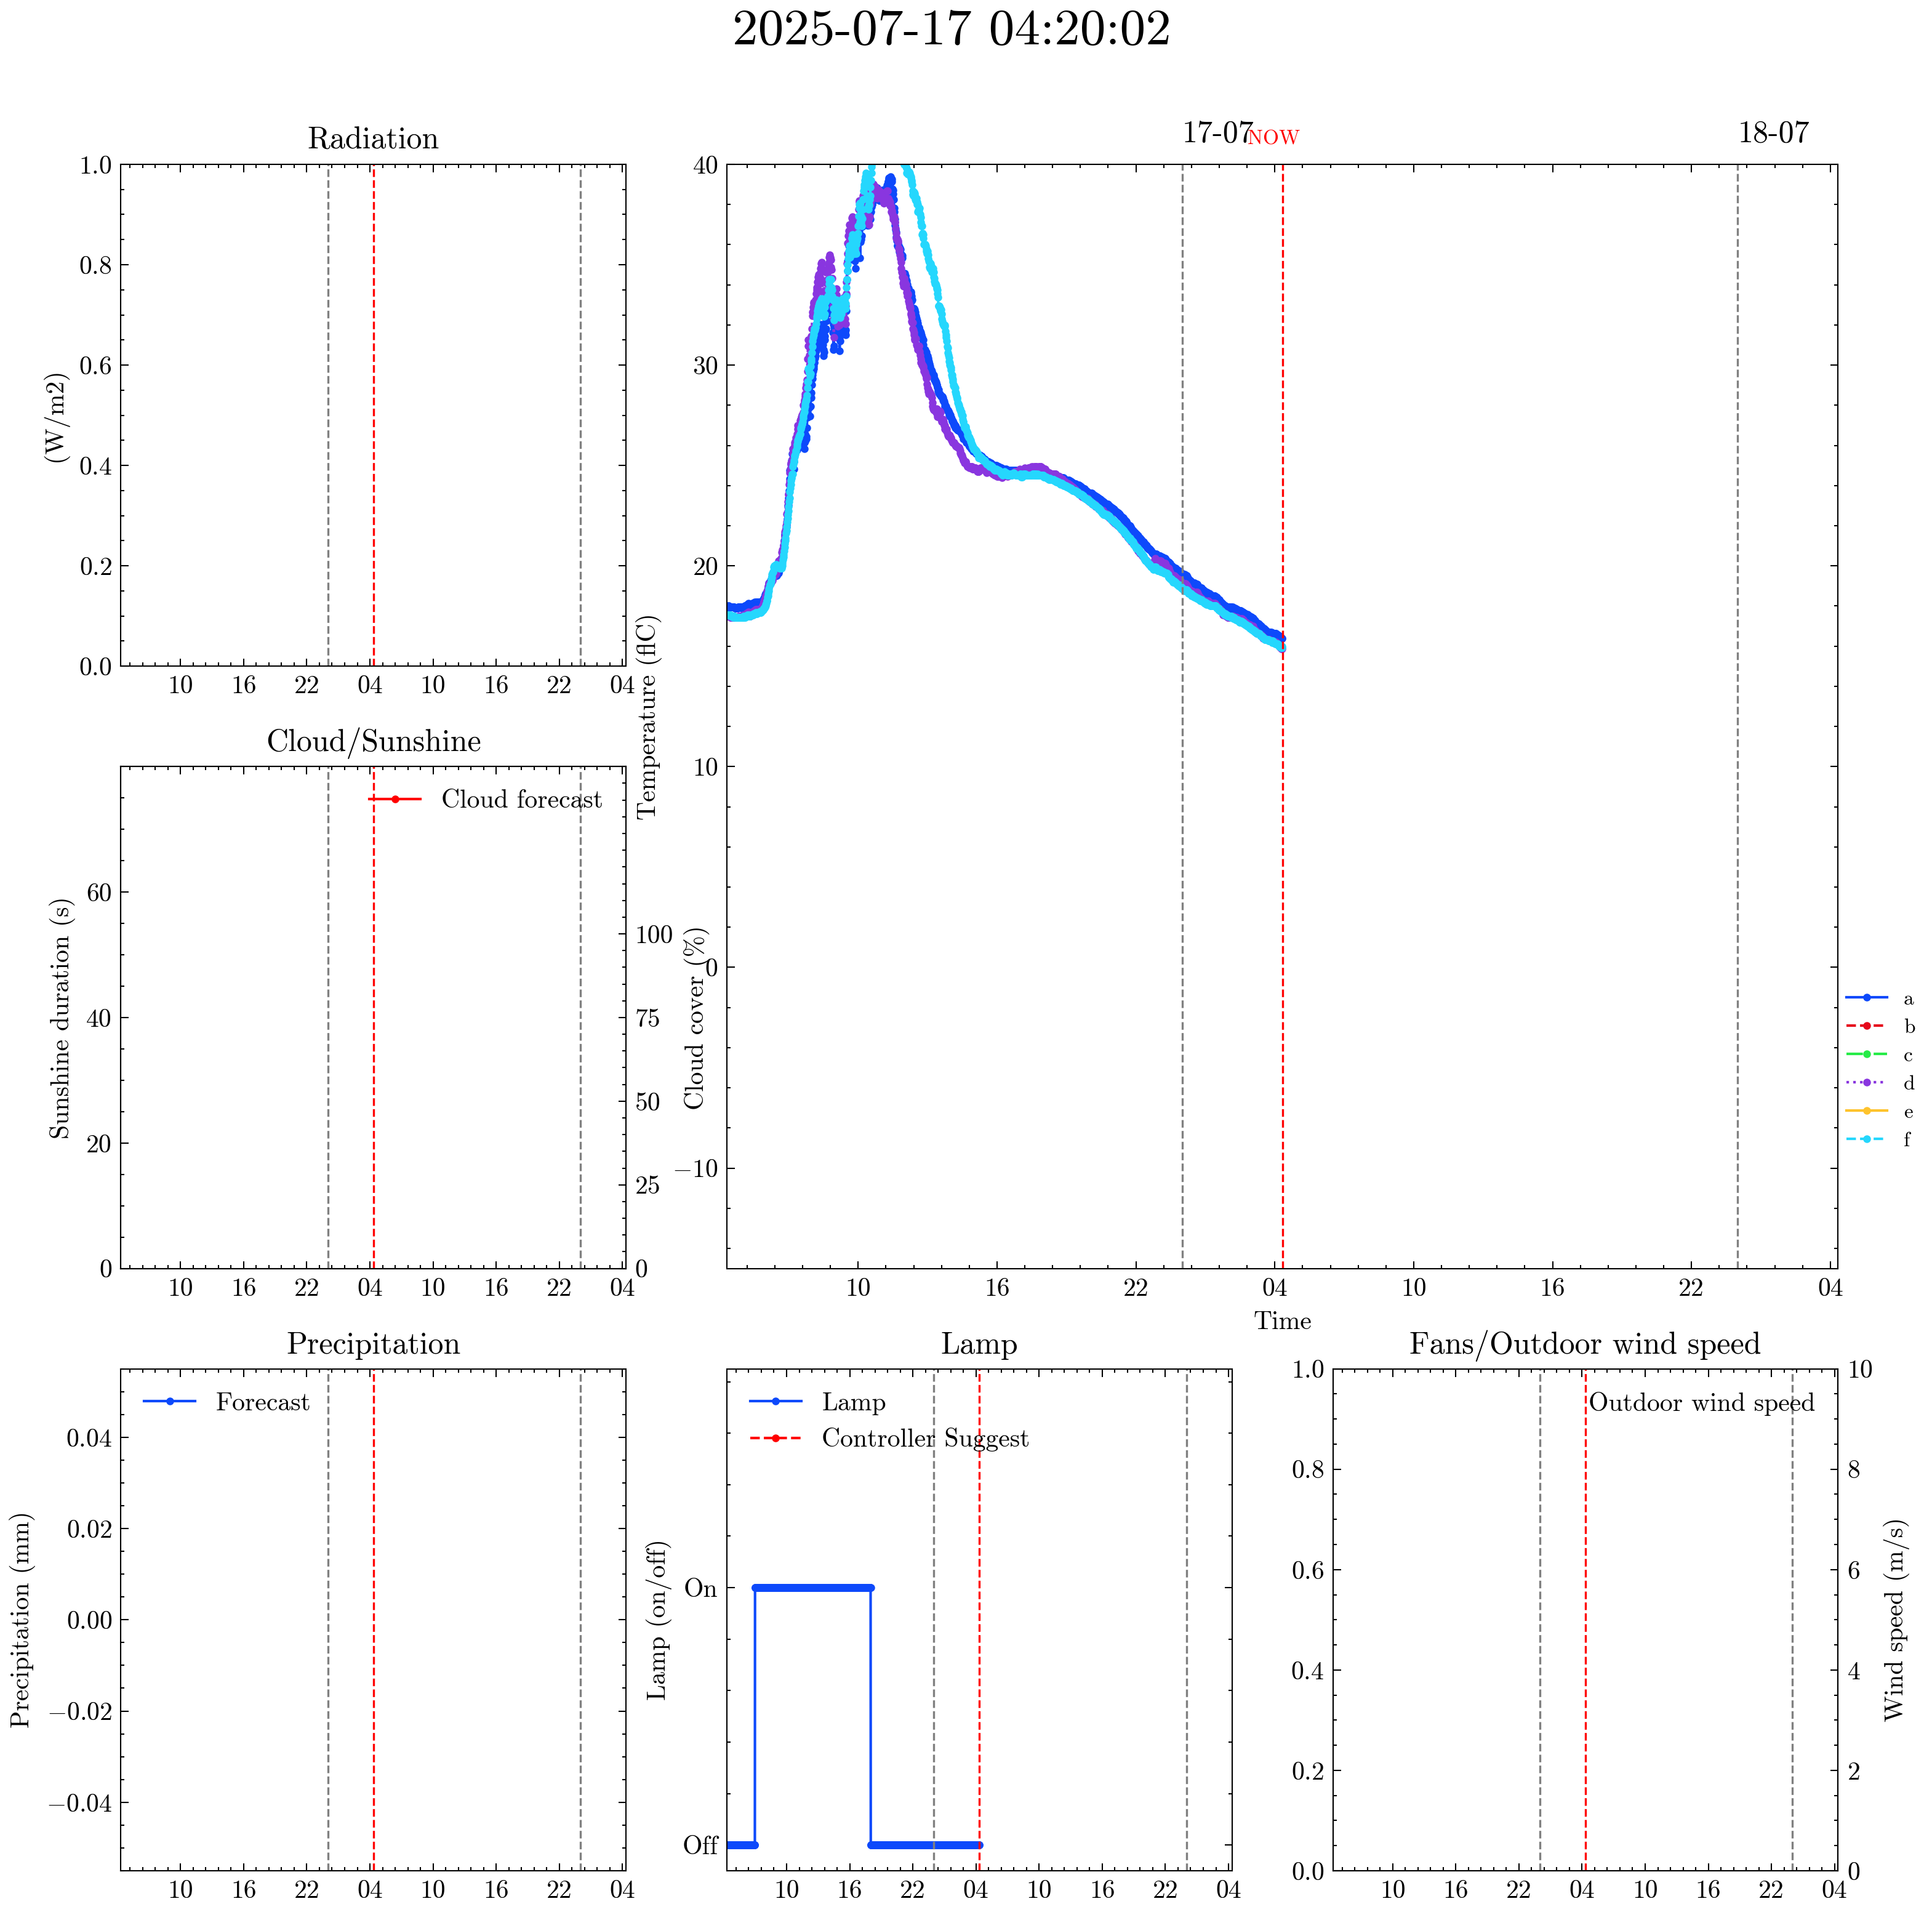 2025-07-17 04:20:02
Radiation
1.0
0.8
0.6
0.4
0.2
0.0
(W/m2)
10 16 22 04 10 16 22 04
17-07 NOW 18-07
40
30
20
10
0
−10
Temperature (flC)
10 16 22 04 10 16 22 04
Time
a
b
c
d
e
f
Cloud/Sunshine
Cloud forecast
60
40
20
0
Sunshine duration (s)
100
75
50
25
0
Cloud cover (%)
10 16 22 04 10 16 22 04
Precipitation
Forecast
0.04
0.02
0.00
−0.02
−0.04
Precipitation (mm)
10 16 22 04 10 16 22 04
Lamp
Lamp
Controller Suggest
On
Off
Lamp (on/off)
10 16 22 04 10 16 22 04
Fans/Outdoor wind speed
Outdoor wind speed
1.0
0.8
0.6
0.4
0.2
0.0
10
8
6
4
2
0
Wind speed (m/s)
10 16 22 04 10 16 22 04